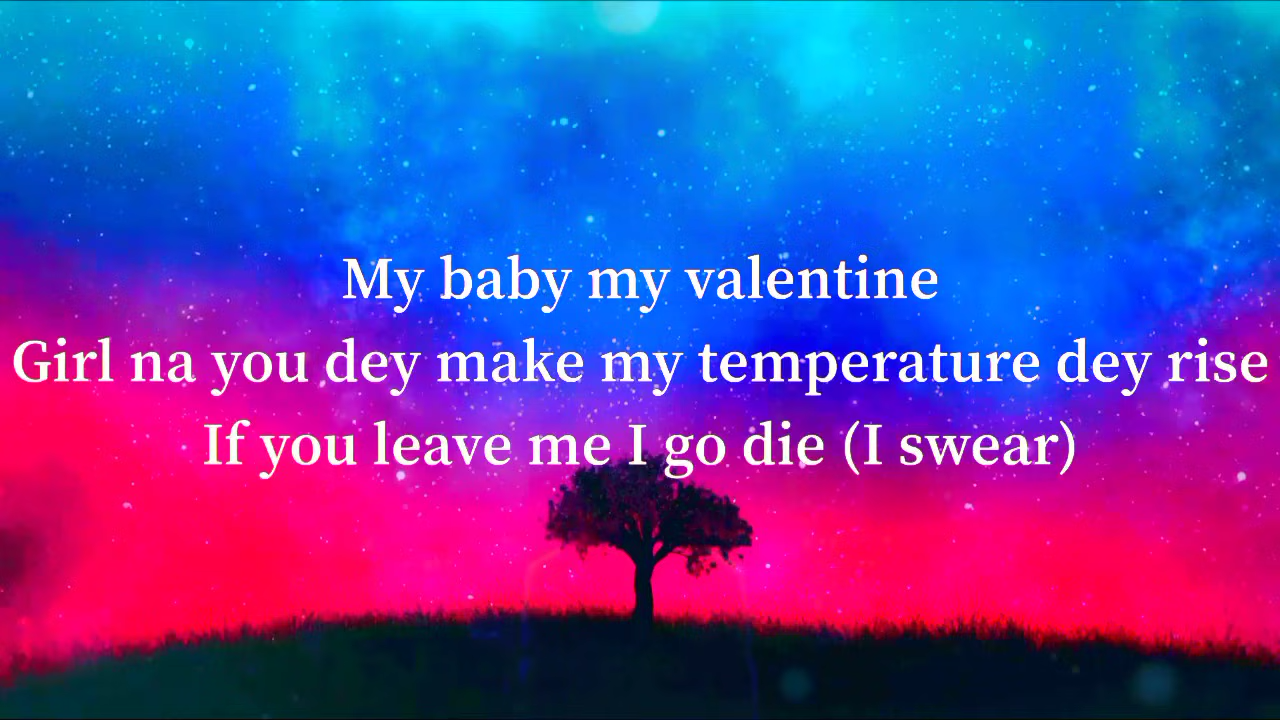 My baby my valentine
Girl na you dey make my temperature dey rise
If you leave me I go die (I swear)